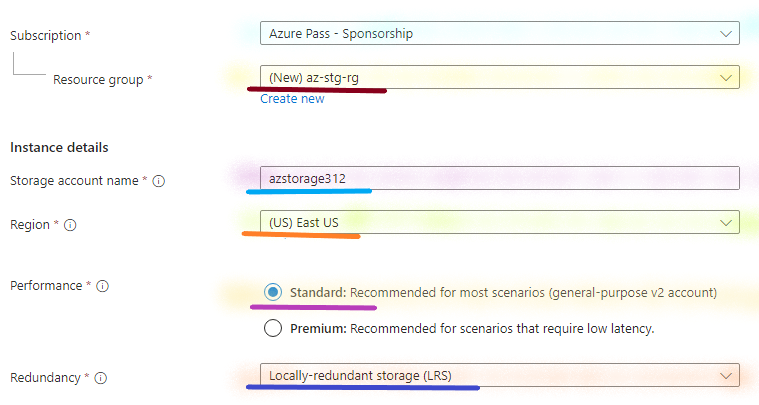 Subscription *
Azure Pass - Sponsorship
Resource group *
(New) az-stg-rg
Create new
Instance details
Storage account name *
azstorage312
Region *
(US) East US
Performance *
Standard: Recommended for most scenarios (general-purpose v2 account)
Premium: Recommended for scenarios that require low latency.
Redundancy *
Locally-redundant storage (LRS)